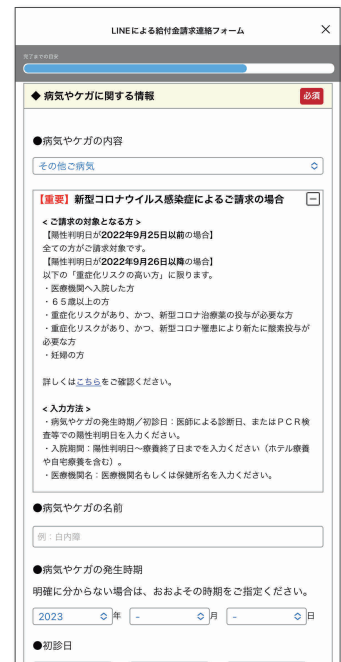 LINEによる給付金請求連絡フォーム
×
完了までの目安
◆ 病気やケガに関する情報
必須
●病気やケガの内容
その他ご病気
【重要】新型コロナウイルス感染症によるご請求の場合
＜ご請求の対象となる方＞
【陽性判明日が2022年9月25日以前の場合】
全ての方がご請求対象です。
【陽性判明日が2022年9月26日以降の場合】
以下の「重症化リスクの高い方」に限ります。
・医療機関へ入院した方
・６５歳以上の方
・重症化リスクがあり、かつ、新型コロナ治療薬の投与が必要な方
・重症化リスクがあり、かつ、新型コロナ罹患により新たに酸素投与が
必要な方
・妊婦の方
詳しくはこちらをご確認ください。
＜入力方法＞
・病気やケガの発生時期／初診日：医師による診断日、またはＰＣＲ検
査等での陽性判明日を入力ください。
・入院期間：陽性判明日～療養終了日までを入力ください（ホテル療養
や自宅療養を含む）。
・医療機関名：医療機関名もしくは保健所名を入力ください。
●病気やケガの名前
例：白内障
●病気やケガの発生時期
明確に分からない場合は、おおよその時期をご指定ください。
2023 年 - 月 - 日
●初診日